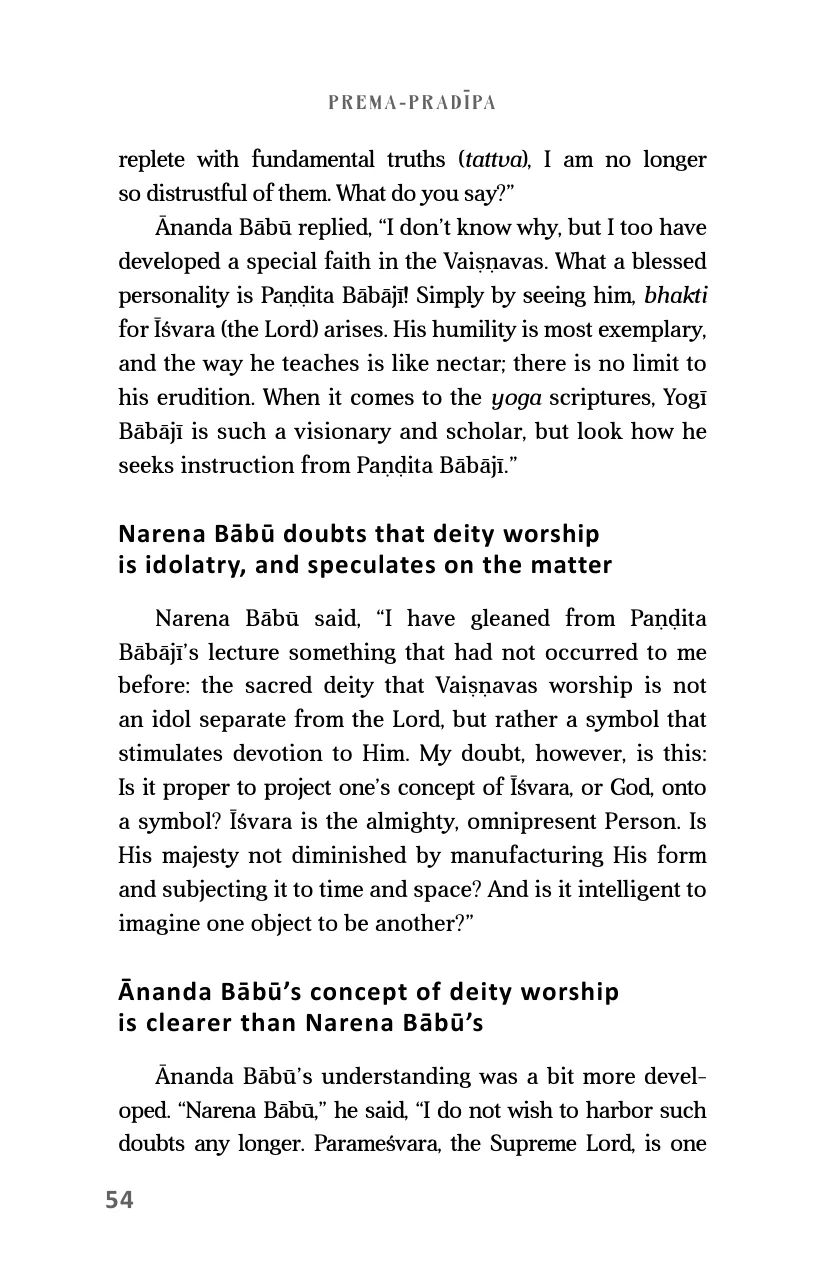 PREMA-PRADĪPA
replete with fundamental truths (tattva), I am no longer
so distrustful of them. What do you say?”
Ānanda Bābū replied, “I don’t know why, but I too have
developed a special faith in the Vaiṣṇavas. What a blessed
personality is Paṇḍita Bābājī! Simply by seeing him, bhakti
for Īśvara (the Lord) arises. His humility is most exemplary,
and the way he teaches is like nectar; there is no limit to
his erudition. When it comes to the yoga scriptures, Yogī
Bābājī is such a visionary and scholar, but look how he
seeks instruction from Paṇḍita Bābājī.”
Narena Bābū doubts that deity worship
is idolatry, and speculates on the matter
Narena Bābū said, “I have gleaned from Paṇḍita
Bābājī’s lecture something that had not occurred to me
before: the sacred deity that Vaiṣṇavas worship is not
an idol separate from the Lord, but rather a symbol that
stimulates devotion to Him. My doubt, however, is this:
Is it proper to project one’s concept of Īśvara, or God, onto
a symbol? Īśvara is the almighty, omnipresent Person. Is
His majesty not diminished by manufacturing His form
and subjecting it to time and space? And is it intelligent to
imagine one object to be another?”
Ānanda Bābū’s concept of deity worship
is clearer than Narena Bābū’s
Ānanda Bābū’s understanding was a bit more devel-
oped. “Narena Bābū,” he said, “I do not wish to harbor such
doubts any longer. Parameśvara, the Supreme Lord, is one
54